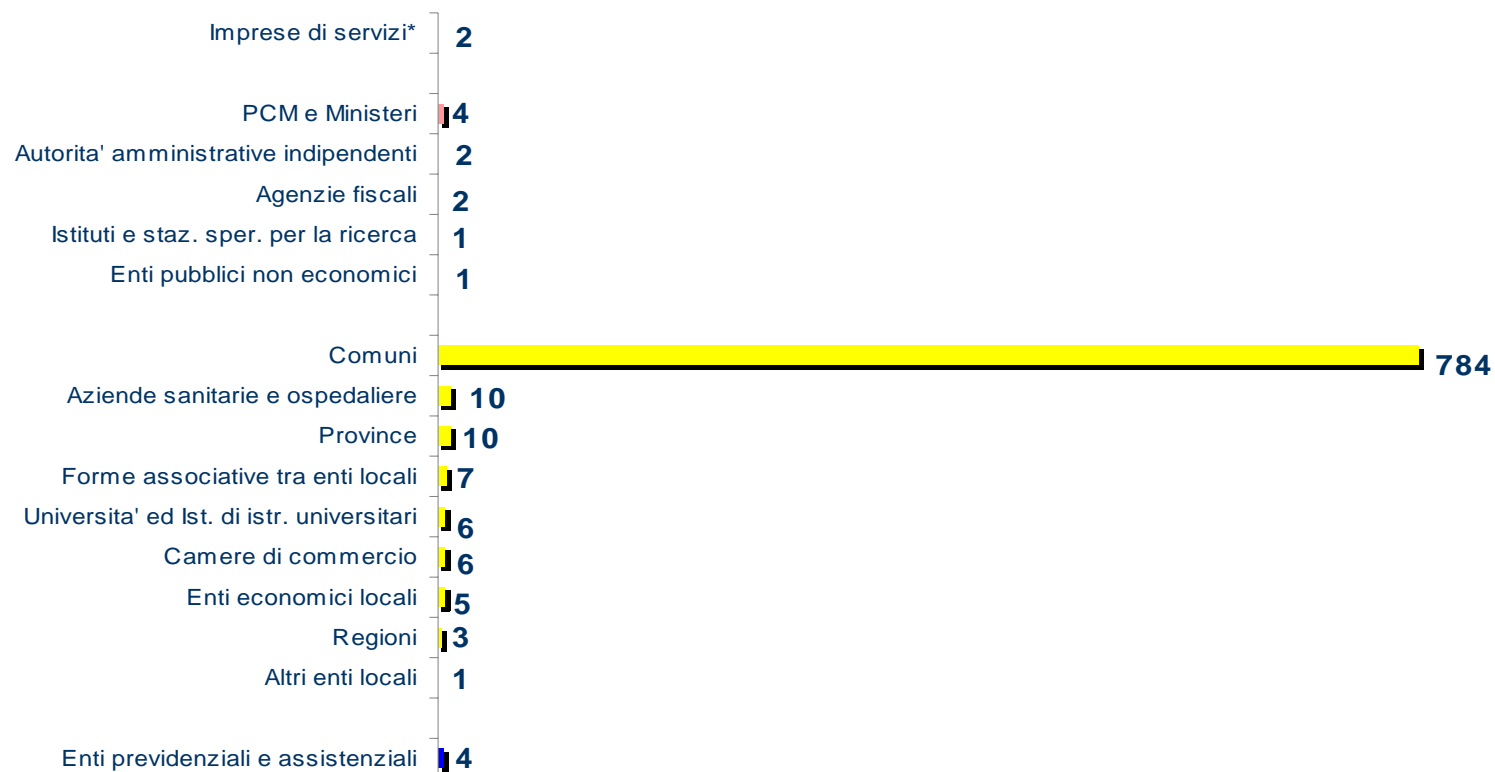 Imprese di servizi* 2
PCM e Ministeri 4
Autorita' amministrative indipendenti 2
Agenzie fiscali 2
Istituti e staz. sper. per la ricerca 1
Enti pubblici non economici 1
Comuni 784
Aziende sanitarie e ospedaliere 10
Province 10
Forme associative tra enti locali 7
Universita' ed Ist. di istr. universitari 6
Camere di commercio 6
Enti economici locali 5
Regioni 3
Altri enti locali 1
Enti previdenziali e assistenziali 4